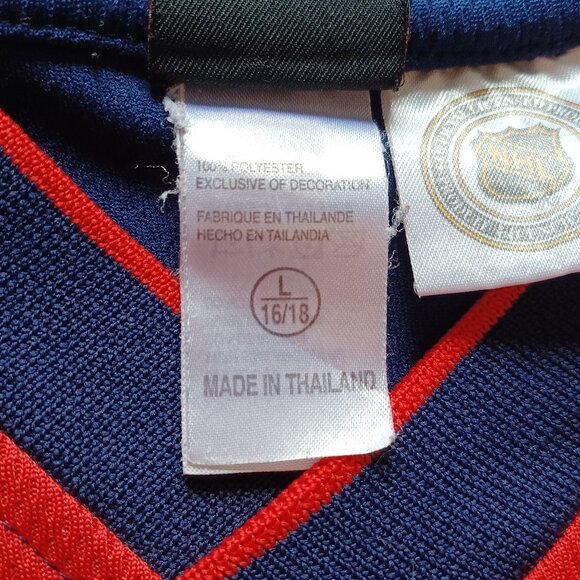 100% POLYESTER
EXCLUSIVE OF DECORATION
FABRIQUE EN THAILANDE
HECHO EN TAILANDIA
L
16/18
MADE IN THAILAND
NHL